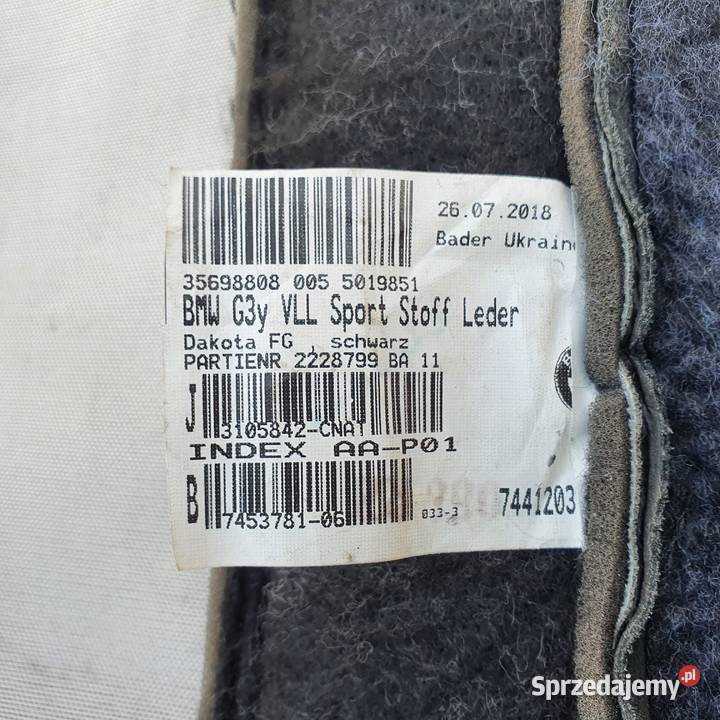 26.07.2018
Bader Ukrain
35698808 005 5019851
BMW G3y VLL Sport Stoff Leder
Dakota FG , schwarz
PARTIENR 2228799 BA 11
J 3105842-CNAT
INDEX AA-P01
B 7453781-06 033-3 7441203
Sprzedajemy.pl